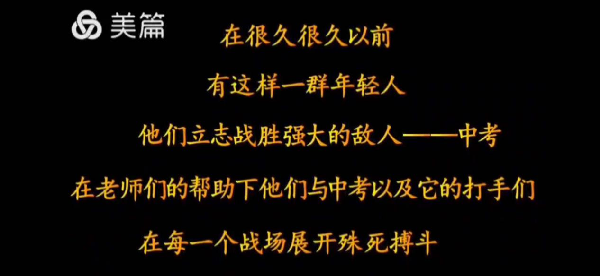 美篇
在很久很久以前
有这样一群年轻人
他们立志战胜强大的敌人———中考
在老师们的帮助下他们与中考以及它的打手们
在每一个战场展开殊死搏斗